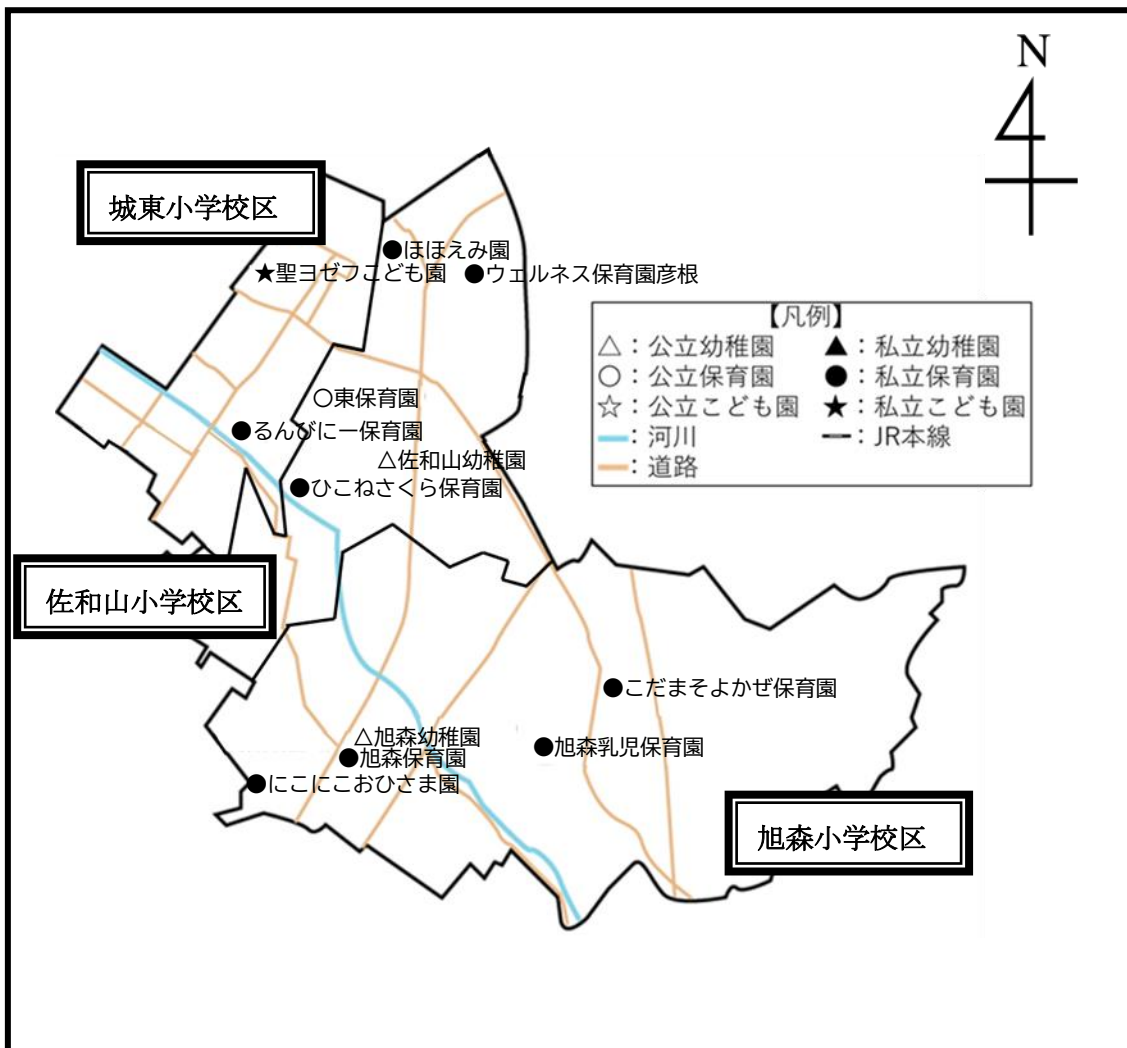 N
城東小学校区
●ほほえみ園
★聖ヨゼフこども園 ●ウェルネス保育園彦根
【凡例】
△：公立幼稚園 ▲：私立幼稚園
○：公立保育園 ●：私立保育園
☆：公立こども園 ★：私立こども園
：河川 ：JR本線
：道路
○東保育園
●るんびにー保育園
△佐和山幼稚園
●ひこねさくら保育園
佐和山小学校区
●こだまそよかぜ保育園
△旭森幼稚園
●旭森保育園
●旭森乳児保育園
●にこにこおひさま園
旭森小学校区